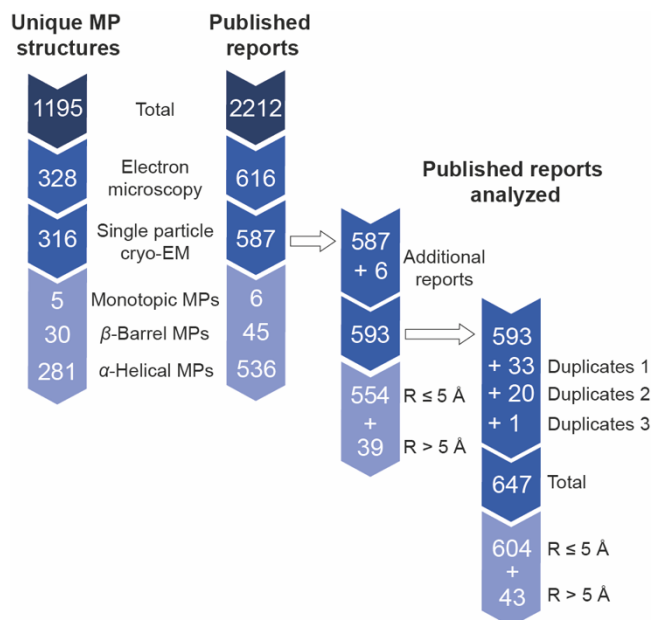 Unique MP
structures
Published
reports
1195
Total
2212
328
Electron
microscopy
616
316
Single particle
cryo-EM
587
5
Monotopic MPs
6
30
β-Barrel MPs
45
281
α-Helical MPs
536
587
+ 6
Additional
reports
593
554
R ≤ 5 Å
+
39
R > 5 Å
Published reports
analyzed
593
+ 33
Duplicates 1
+ 20
Duplicates 2
+ 1
Duplicates 3
647
Total
604
R ≤ 5 Å
+
43
R > 5 Å